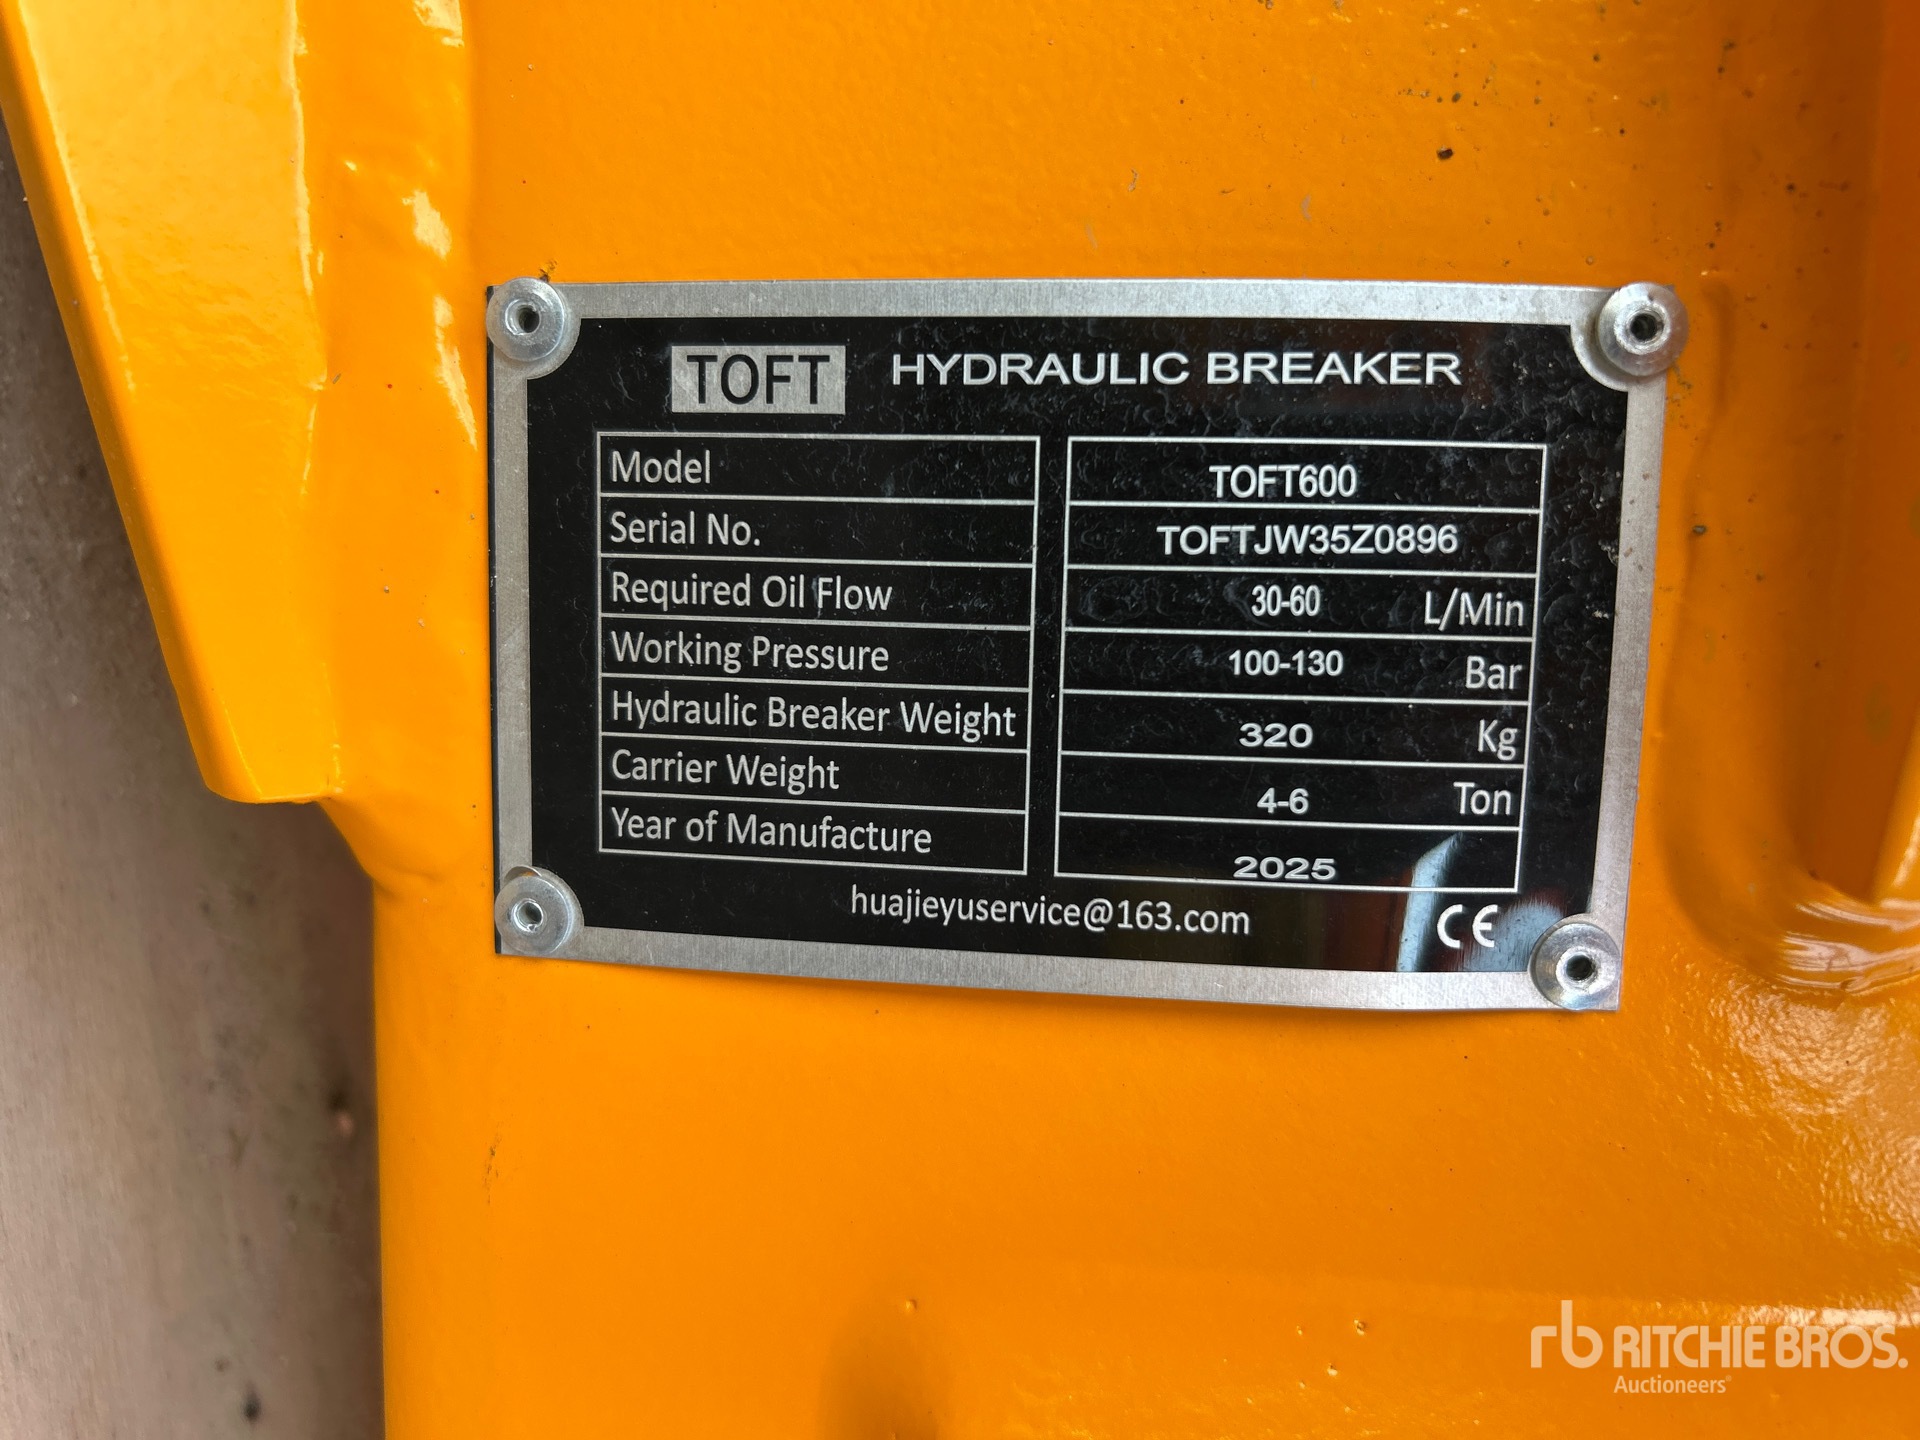 TOFT HYDRAULIC BREAKER
Model TOFT600
Serial No. TOFTJW35Z0896
Required Oil Flow 30-60 L/Min
Working Pressure 100-130 Bar
Hydraulic Breaker Weight 320 Kg
Carrier Weight 4-6 Ton
Year of Manufacture 2025
huajieyuservice@163.com CE
rb RITCHIE BROS.
Auctioneers